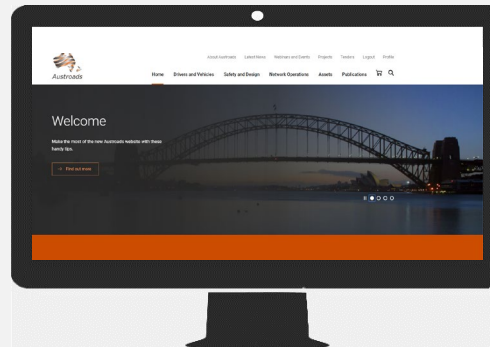 About Austroads Latest News Webinars and Events Projects Tenders Logout Profile
Austroads
Home Drivers and Vehicles Safety and Design Network Operations Assets Publications
Welcome
Make the most of the new Austroads website with these
handy tips.
Find out more